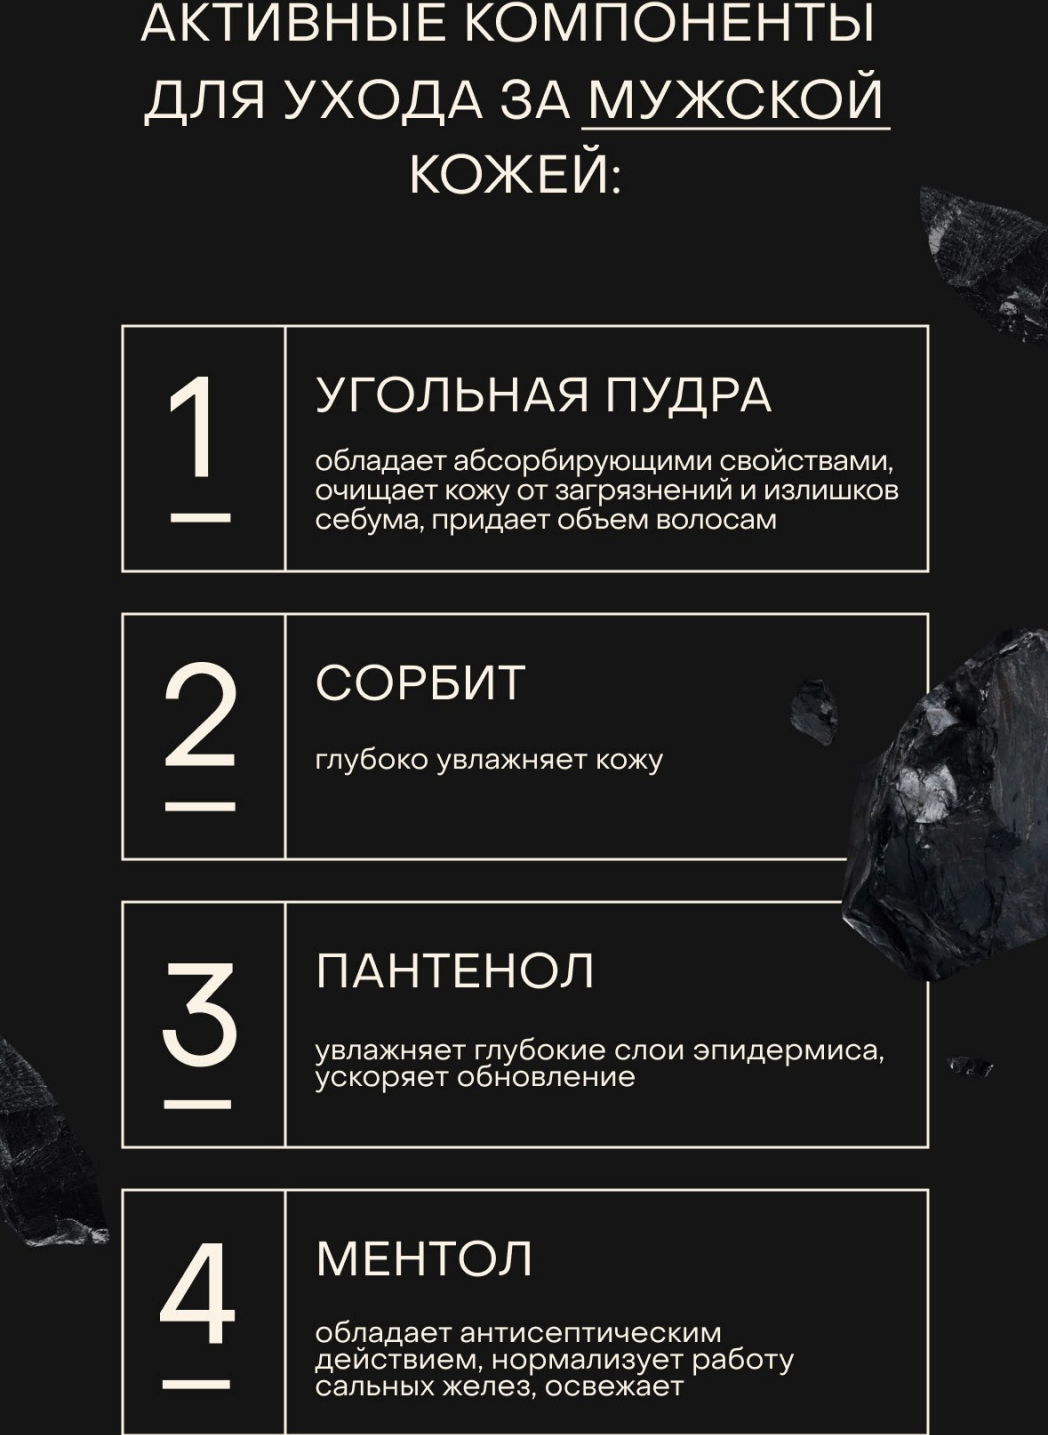 АКТИВНЫЕ КОМПОНЕНТЫ
ДЛЯ УХОДА ЗА МУЖСКОЙ
КОЖЕЙ:
1
УГОЛЬНАЯ ПУДРА
обладает абсорбирующими свойствами,
очищает кожу от загрязнений и излишков
себума, придает объем волосам
2
СОРБИТ
глубоко увлажняет кожу
3
ПАНТЕНОЛ
увлажняет глубокие слои эпидермиса,
ускоряет обновление
4
МЕНТОЛ
обладает антисептическим
действием, нормализует работу
сальных желез, освежает